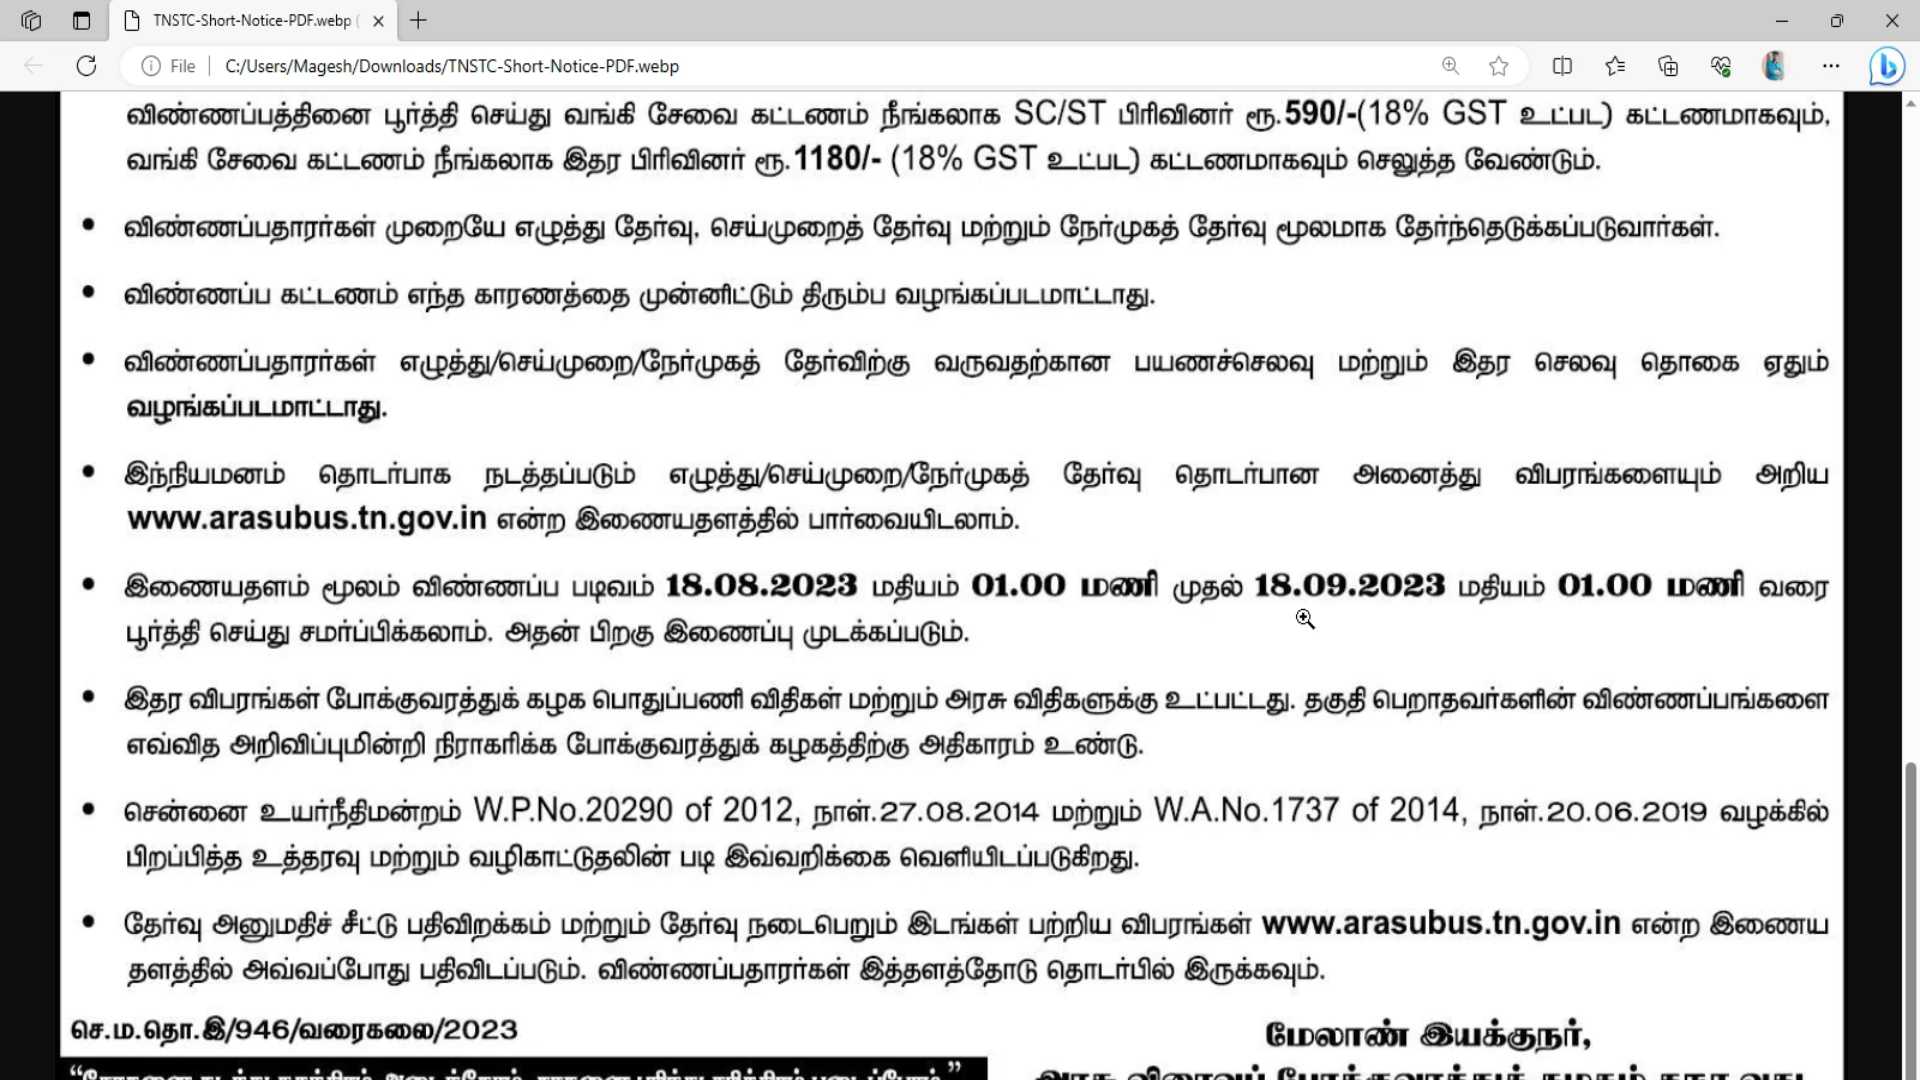 TNSTC-Short-Notice-PDF.webp (
File C:/Users/Magesh/Downloads/TNSTC-Short-Notice-PDF.webp
விண்ணப்பத்தினை பூர்த்தி செய்து வங்கி சேவை கட்டணம் நீங்கலாக SC/ST பிரிவினர் ரூ.590/-(18% GST உட்பட) கட்டணமாகவும்,
வங்கி சேவை கட்டணம் நீங்கலாக இதர பிரிவினர் ரூ.1180/- (18% GST உட்பட) கட்டணமாகவும் செலுத்த வேண்டும்.
• விண்ணப்பதாரர்கள் முறையே எழுத்து தேர்வு, செய்முறைத் தேர்வு மற்றும் நேர்முகத் தேர்வு மூலமாக தேர்ந்தெடுக்கப்படுவார்கள்.
• விண்ணப்ப கட்டணம் எந்த காரணத்தை முன்னிட்டும் திரும்ப வழங்கப்படமாட்டாது.
• விண்ணப்பதாரர்கள் எழுத்து/செய்முறை/நேர்முகத் தேர்விற்கு வருவதற்கான பயணச்செலவு மற்றும் இதர செலவு தொகை ஏதும்
வழங்கப்படமாட்டாது.
• இந்நியமனம் தொடர்பாக நடத்தப்படும் எழுத்து/செய்முறை/நேர்முகத் தேர்வு தொடர்பான அனைத்து விபரங்களையும் அறிய
www.arasubus.tn.gov.in என்ற இணையதளத்தில் பார்வையிடலாம்.
• இணையதளம் மூலம் விண்ணப்ப படிவம் 18.08.2023 மதியம் 01.00 மணி முதல் 18.09.2023 மதியம் 01.00 மணி வரை
பூர்த்தி செய்து சமர்ப்பிக்கலாம். அதன் பிறகு இணைப்பு முடக்கப்படும்.
• இதர விபரங்கள் போக்குவரத்துக் கழக பொதுப்பணி விதிகள் மற்றும் அரசு விதிகளுக்கு உட்பட்டது. தகுதி பெறாதவர்களின் விண்ணப்பங்களை
எவ்வித அறிவிப்புமின்றி நிராகரிக்க போக்குவரத்துக் கழகத்திற்கு அதிகாரம் உண்டு.
• சென்னை உயர்நீதிமன்றம் W.P.No.20290 of 2012, நாள்.27.08.2014 மற்றும் W.A.No.1737 of 2014, நாள்.20.06.2019 வழக்கில்
பிறப்பித்த உத்தரவு மற்றும் வழிகாட்டுதலின் படி இவ்வறிக்கை வெளியிடப்படுகிறது.
• தேர்வு அனுமதிச் சீட்டு பதிவிறக்கம் மற்றும் தேர்வு நடைபெறும் இடங்கள் பற்றிய விபரங்கள் www.arasubus.tn.gov.in என்ற இணைய
தளத்தில் அவ்வப்போது பதிவிடப்படும். விண்ணப்பதாரர்கள் இத்தளத்தோடு தொடர்பில் இருக்கவும்.
செ.ம.தொ.இ/946/வரைகலை/2023
மேலாண் இயக்குநர்,